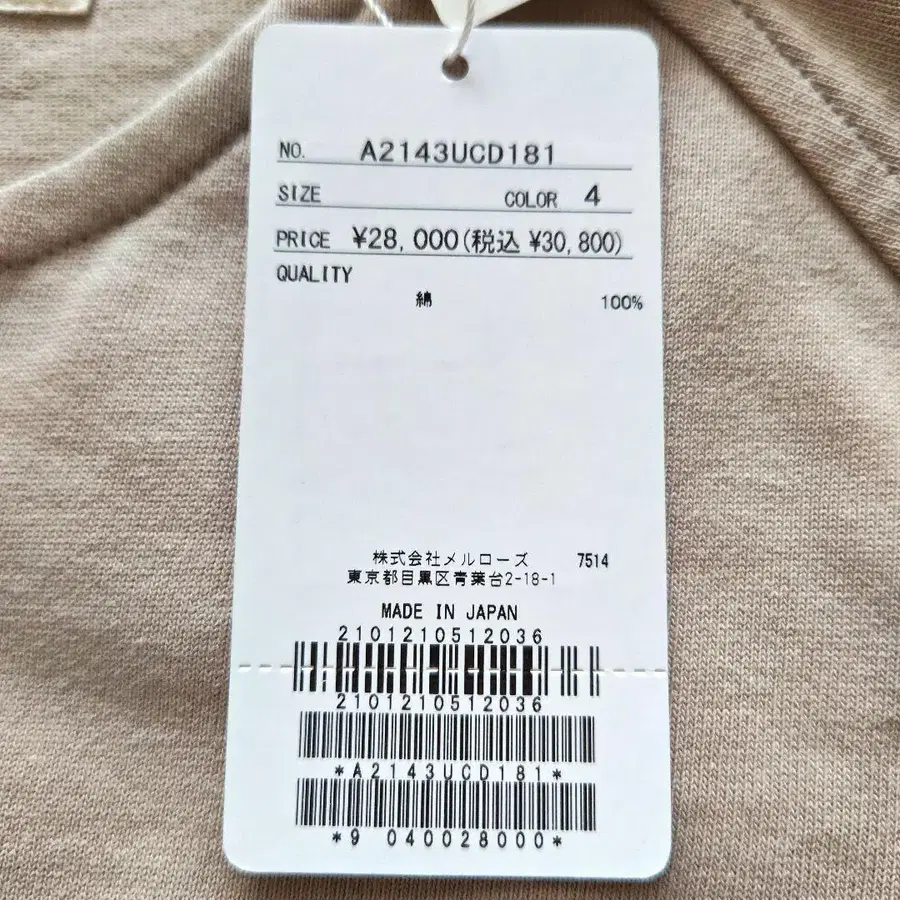 NO. A2143UCD181
SIZE COLOR 4
PRICE ¥28,000(税込 ¥30,800)
QUALITY
綿 100%
株式会社メルローズ 7514
東京都目黒区青葉台2-18-1
MADE IN JAPAN
2101210512036
2101210512036
*A2143UCD181*
*9 040028000*